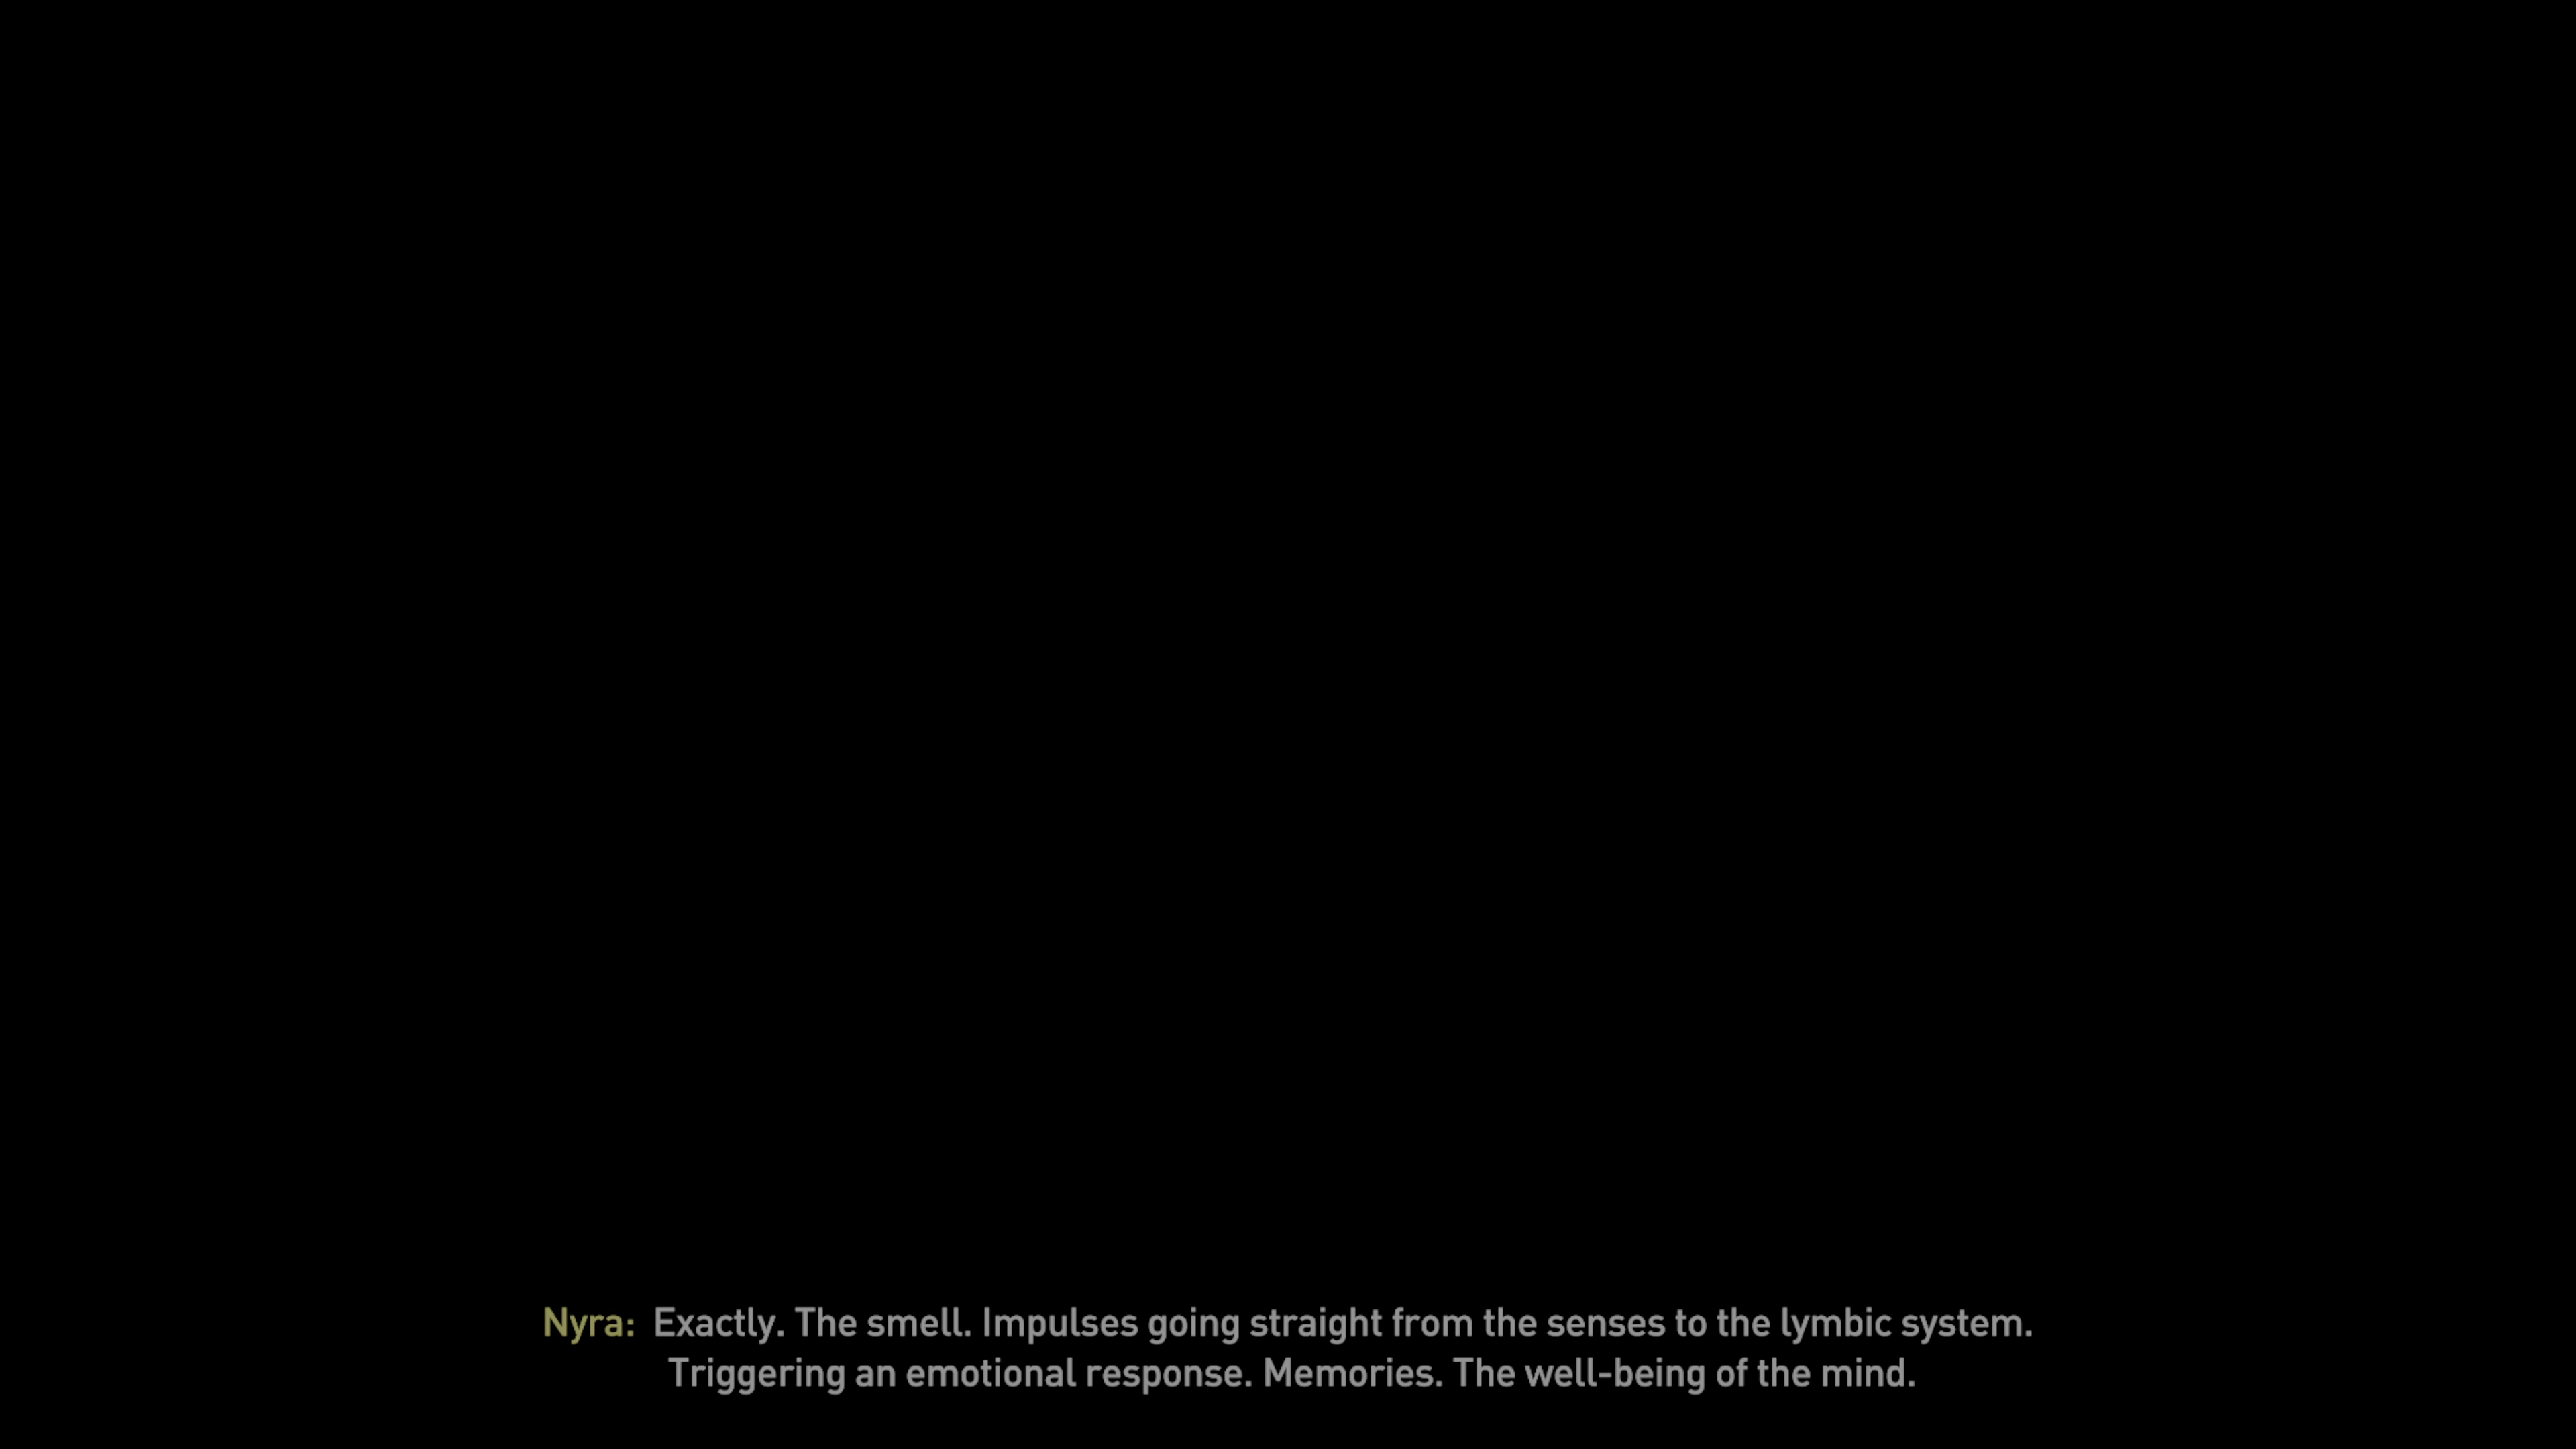 Nyra: Exactly. The smell. Impulses going straight from the senses to the lymbic system.
Triggering an emotional response. Memories. The well-being of the mind.